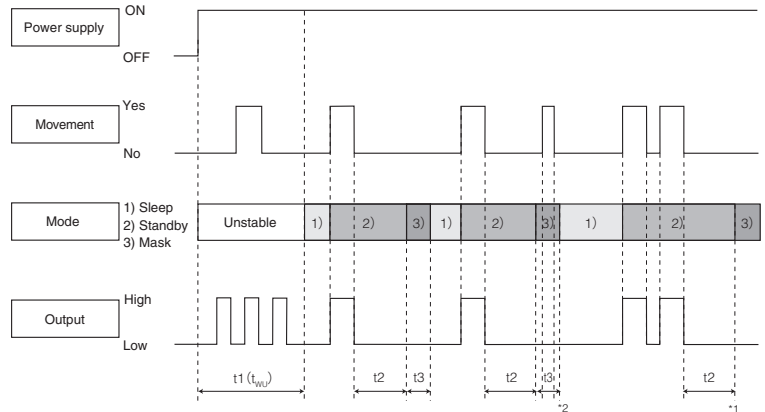 ON
Power supply
OFF
Yes
Movement
No
Mode
1) Sleep
2) Standby
3) Mask
Unstable
1)
2)
3)
1)
2)
3)
1)
2)
3)
High
Output
Low
t1 (tWU)
t2
t3
t2
t3
t2
*2
*1